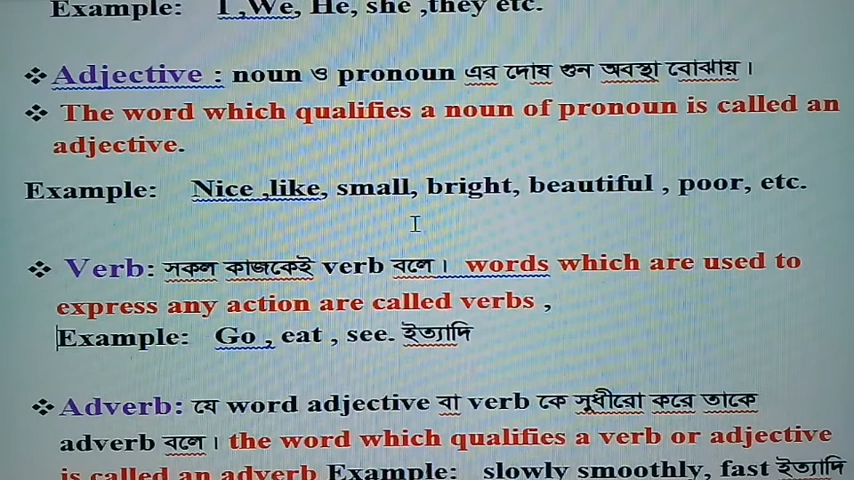 Example: I ,We, He, she ,they etc.
❖ Adjective : noun ও pronoun এর দোষ গুন অবস্থা বোঝায় ।
❖ The word which qualifies a noun of pronoun is called an
adjective.
Example: Nice ,like, small, bright, beautiful , poor, etc.
❖ Verb: সকল কাজকেই verb বলে । words which are used to
express any action are called verbs ,
Example: Go , eat , see. ইত্যাদি
❖ Adverb: যে word adjective বা verb কে করে তাকে
adverb বলে । the word which qualifies a verb or adjective
is called an adverb Example: slowly smoothly, fast ইত্যাদি